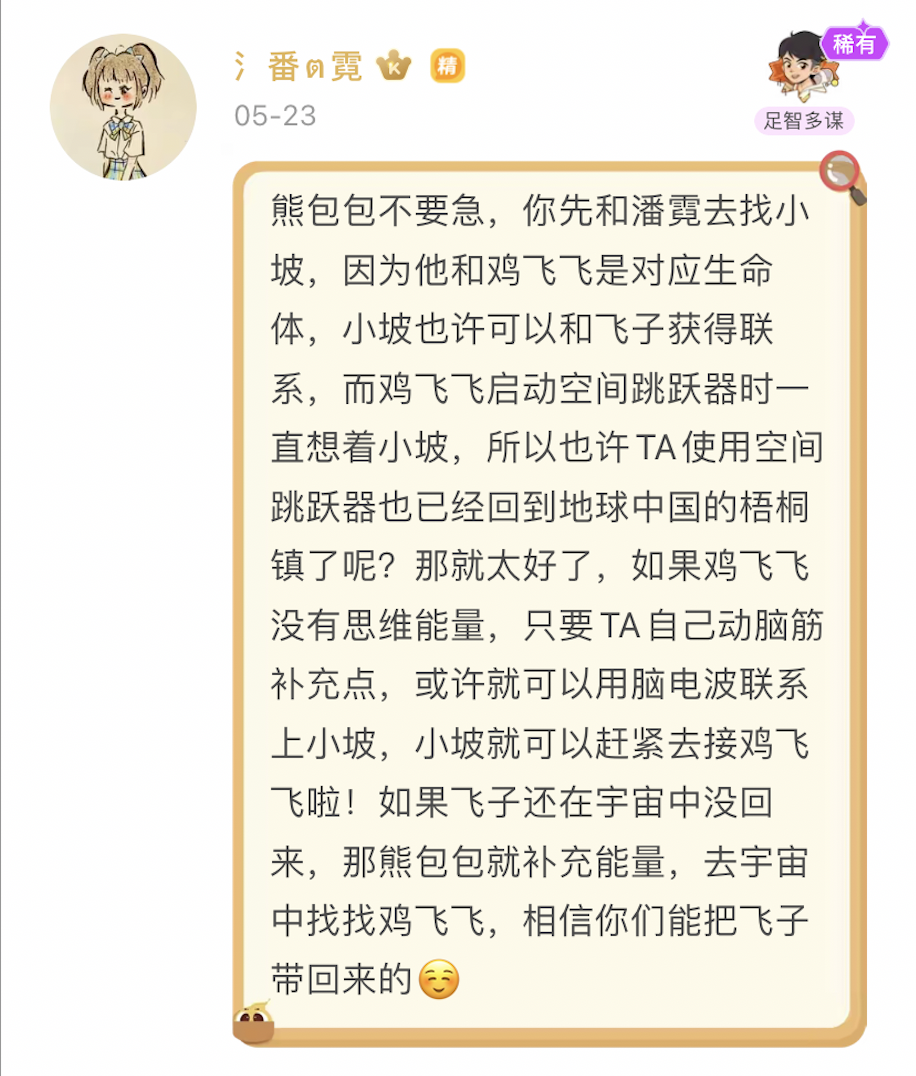 氵番ฅ霓 K 精
05-23
稀有
足智多谋
熊包包不要急，你先和潘霓去找小
坡，因为他和鸡飞飞是对应生命
体，小坡也许可以和飞子获得联
系，而鸡飞飞启动空间跳跃器时一
直想着小坡，所以也许TA使用空间
跳跃器也已经回到地球中国的梧桐
镇了呢？那就太好了，如果鸡飞飞
没有思维能量，只要TA自己动脑筋
补充点，或许就可以用脑电波联系
上小坡，小坡就可以赶紧去接鸡飞
飞啦！如果飞子还在宇宙中没回
来，那熊包包就补充能量，去宇宙
中找找鸡飞飞，相信你们能把飞子
带回来的☺️